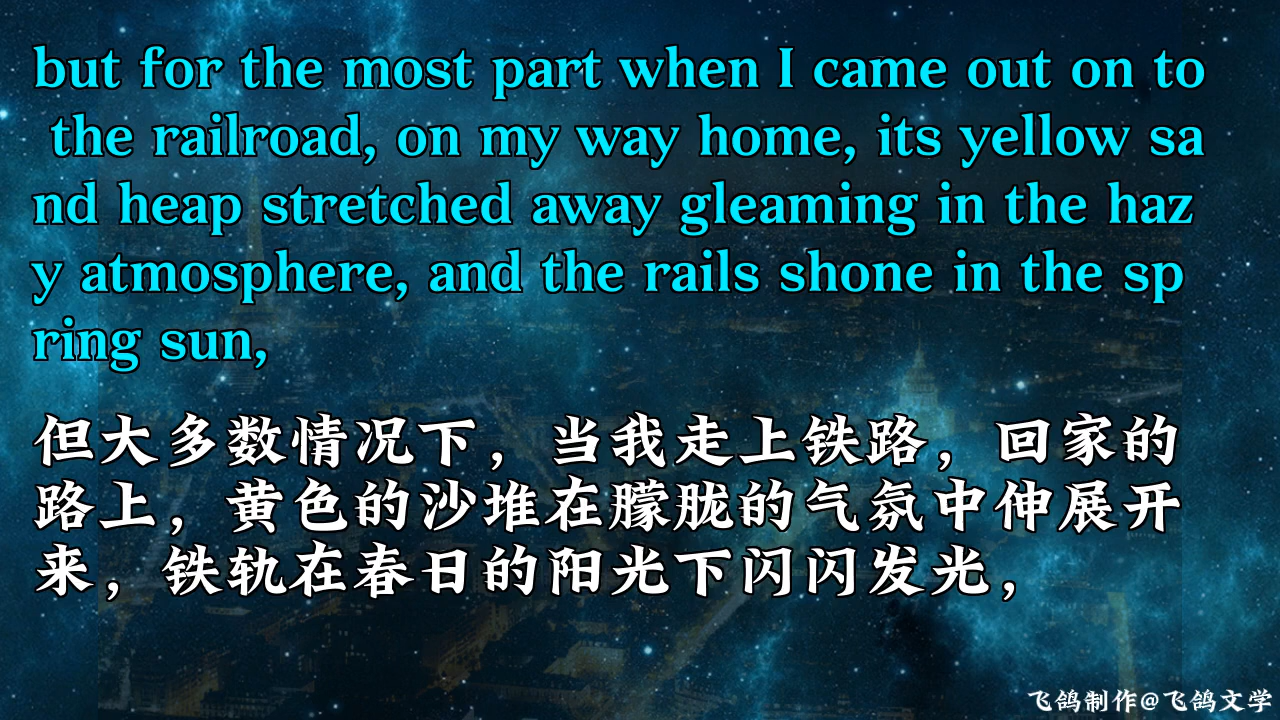 but for the most part when I came out on to
the railroad, on my way home, its yellow sa
nd heap stretched away gleaming in the haz
y atmosphere, and the rails shone in the sp
ring sun,
但大多数情况下，当我走上铁路，回家的
路上，黄色的沙堆在朦胧的气氛中伸展开
来，铁轨在春日的阳光下闪闪发光，
飞鸽制作@飞鸽文学